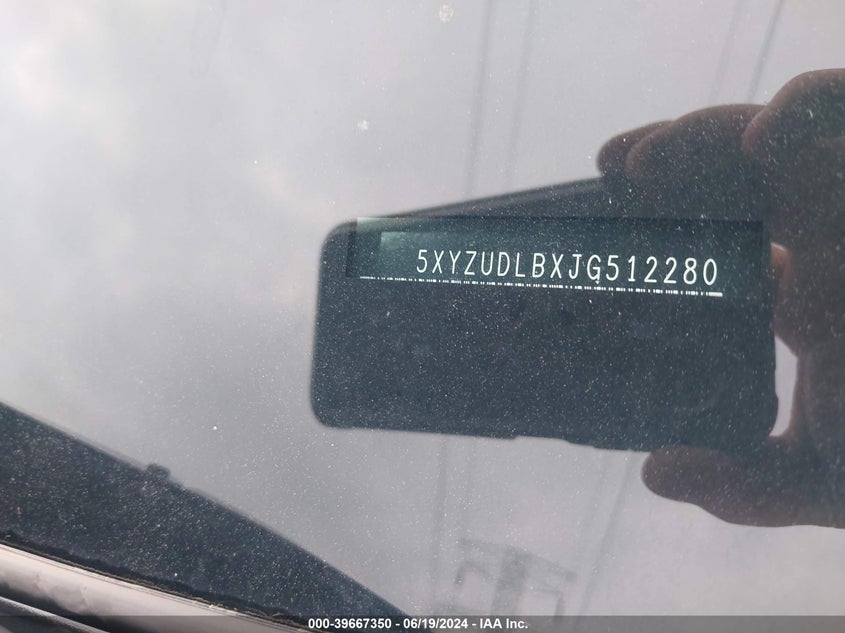 5XYZUDLBXJG512280
000-39667350 - 06/19/2024 - IAA Inc.